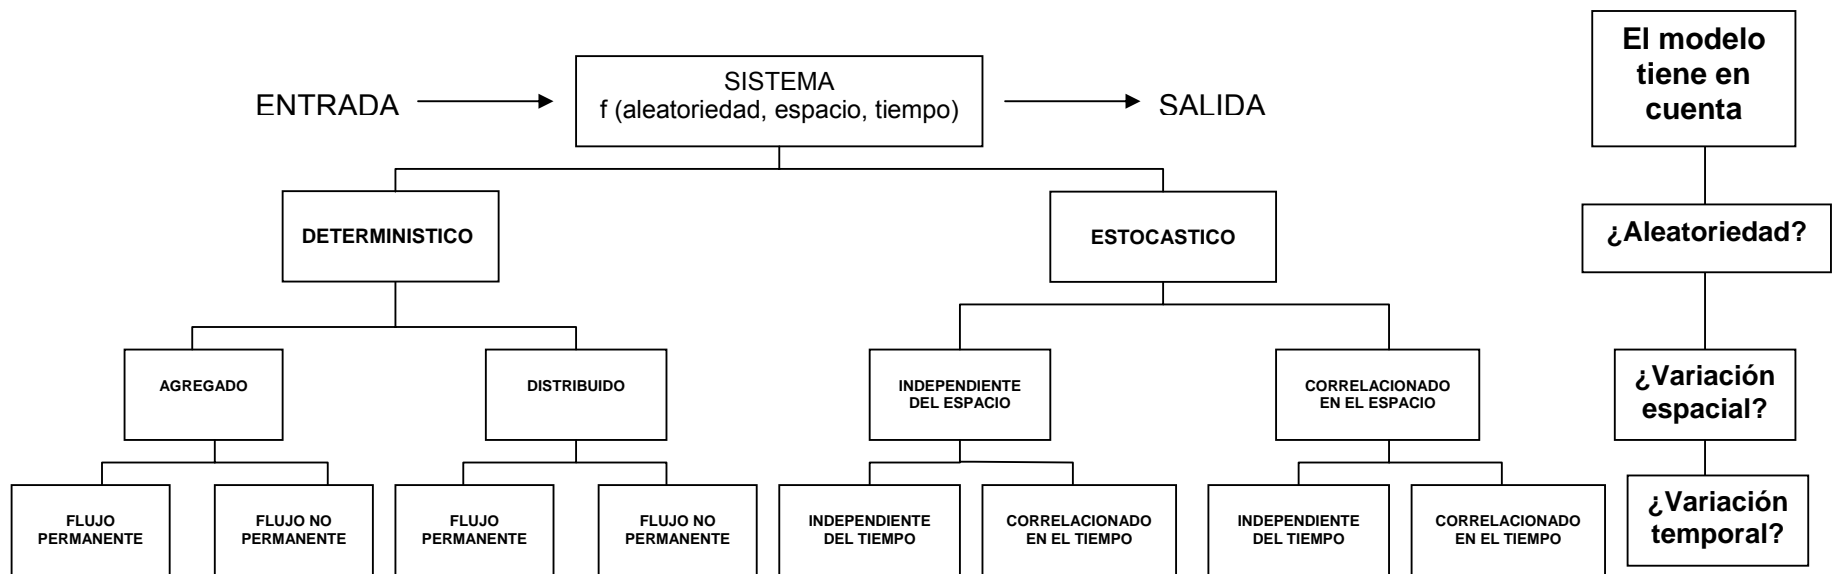 El modelo
tiene en
cuenta
SISTEMA
f (aleatoriedad, espacio, tiempo)
ENTRADA
SALIDA
DETERMINISTICO
ESTOCASTICO
¿Aleatoriedad?
AGREGADO
DISTRIBUIDO
INDEPENDIENTE
DEL ESPACIO
CORRELACIONADO
EN EL ESPACIO
¿Variación
espacial?
FLUJO
PERMANENTE
FLUJO NO
PERMANENTE
FLUJO
PERMANENTE
FLUJO NO
PERMANENTE
INDEPENDIENTE
DEL TIEMPO
CORRELACIONADO
EN EL TIEMPO
INDEPENDIENTE
DEL TIEMPO
CORRELACIONADO
EN EL TIEMPO
¿Variación
temporal?